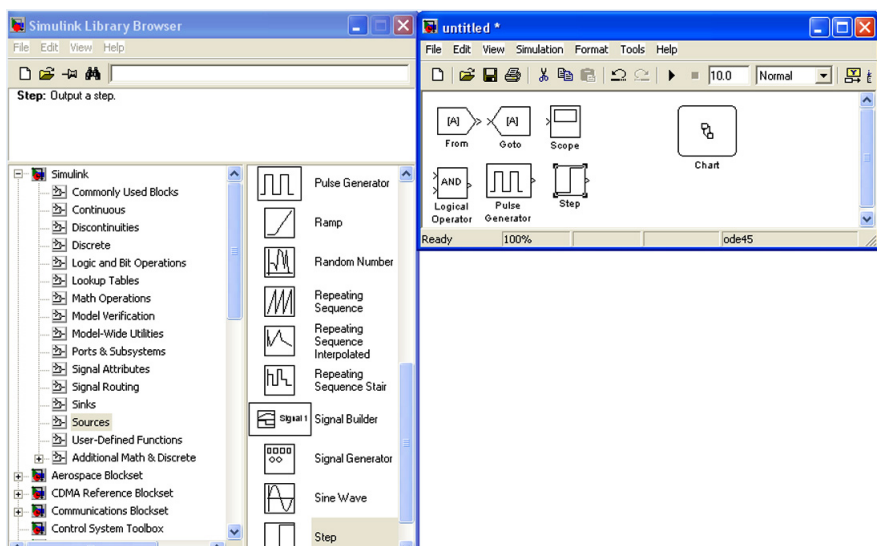 Simulink Library Browser
File Edit View Help
Step: Output a step.
Simulink
Commonly Used Blocks
Continuous
Discontinuities
Discrete
Logic and Bit Operations
Lookup Tables
Math Operations
Model Verification
Model-Wide Utilities
Ports & Subsystems
Signal Attributes
Signal Routing
Sinks
Sources
User-Defined Functions
Additional Math & Discrete
Aerospace Blockset
CDMA Reference Blockset
Communications Blockset
Control System Toolbox
Pulse Generator
Ramp
Random Number
Repeating
Sequence
Repeating
Sequence
Interpolated
Repeating
Sequence Stair
Signal 1 Signal Builder
Signal Generator
Sine Wave
Step
untitled *
File Edit View Simulation Format Tools Help
10.0 Normal
[A] [A]
From Goto Scope
Chart
AND
Logical
Operator
Pulse
Generator
Step
Ready 100% ode45